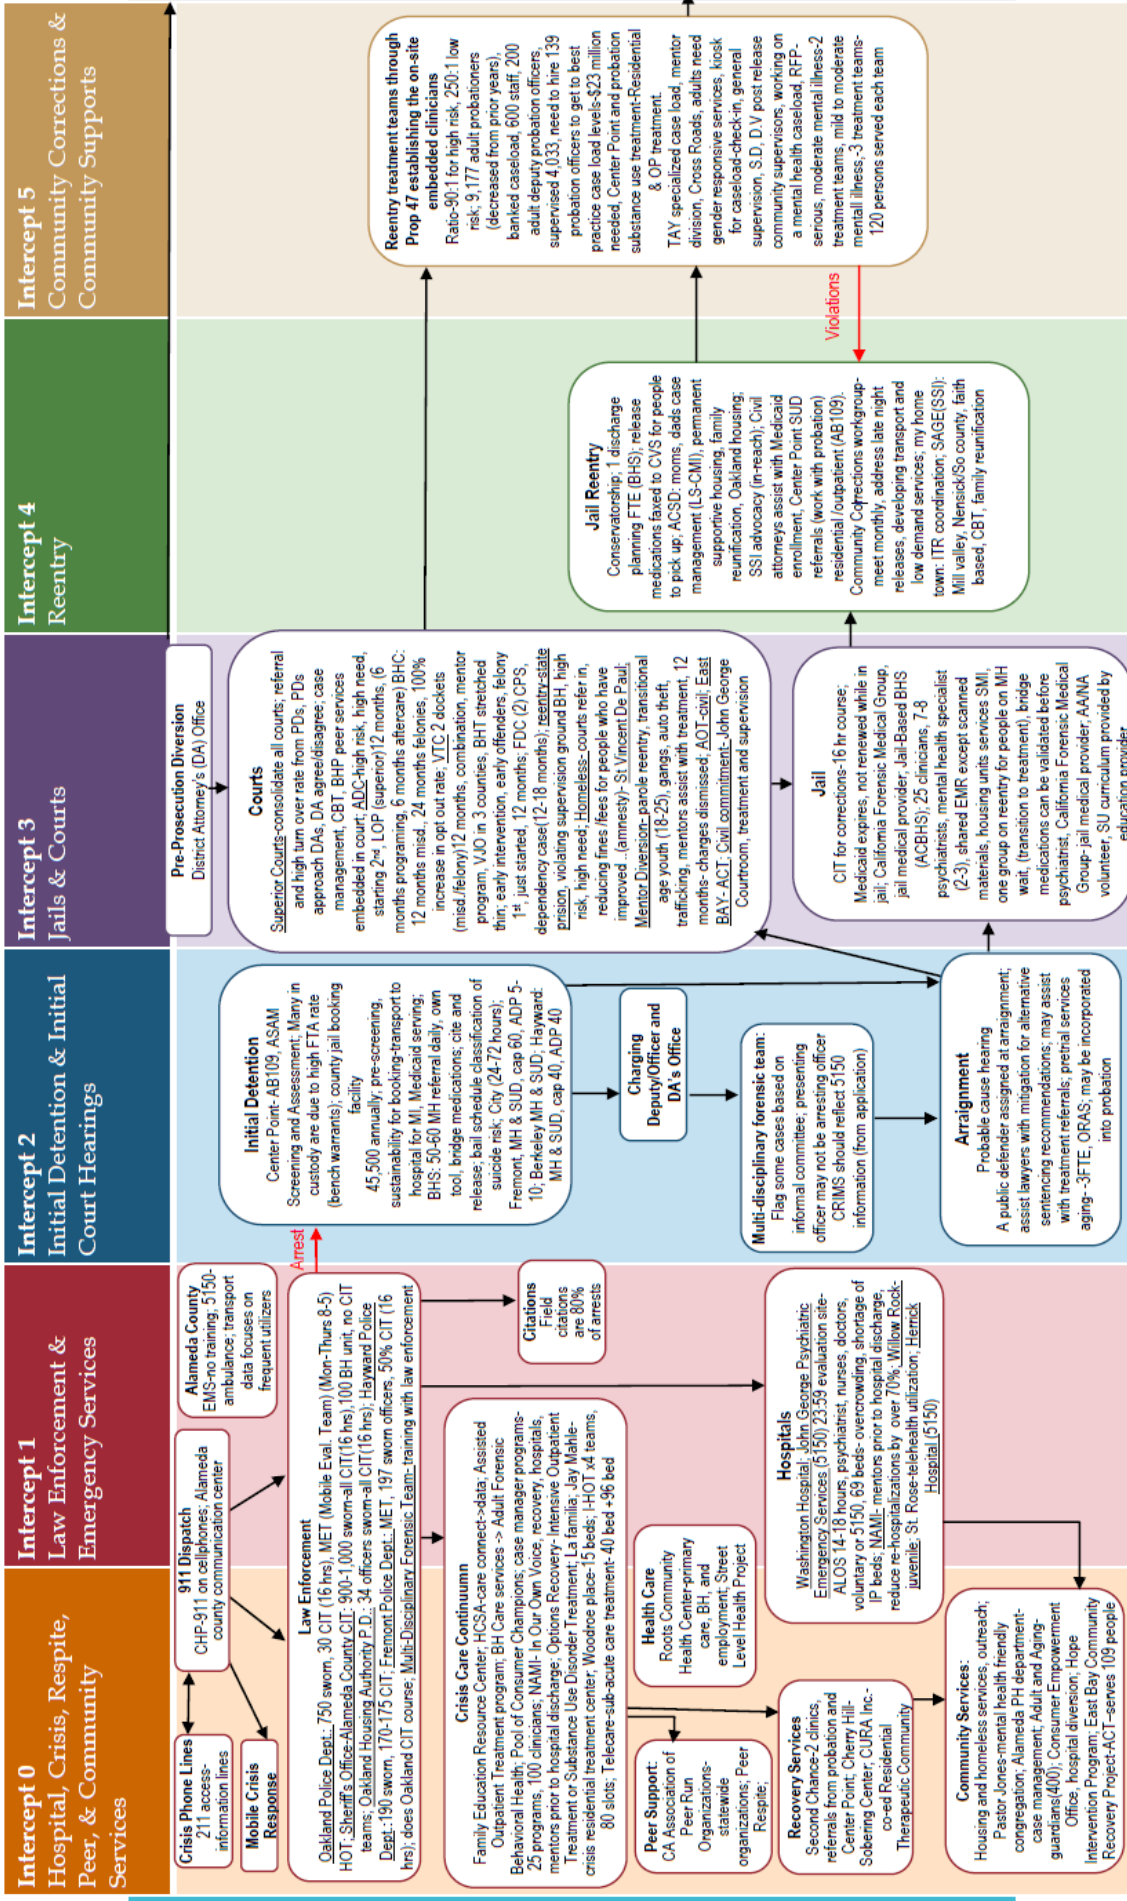 Intercept 0
Hospital, Crisis, Respite,
Peer, & Community
Services
Intercept 1
Law Enforcement &
Emergency Services
Intercept 2
Initial Detention & Initial
Court Hearings
Intercept 3
Jails & Courts
Intercept 4
Reentry
Intercept 5
Community Corrections &
Community Supports
Crisis Phone Lines
211 access-
information lines
Mobile Crisis
Response
911 Dispatch
CHP-911 on cellphones; Alameda
county communication center
Alameda County
EMS-no training; 5150-
ambulance; transport
data focuses on
frequent utilizers
Law Enforcement
Oakland Police Dept.: 750 sworn, 30 CIT (16 hrs), MET (Mobile Eval. Team) (Mon-Thurs 8-5)
HOT; Sheriff's Office Alameda County CIT: 900-1,000 sworn-all CIT(16 hrs),100 BH unit, no CIT
teams; Oakland Housing Authority P.D.: 34 officers sworn-all CIT(16 hrs); Hayward Police
Dept.:190 sworn, 170-175 CIT; Fremont Police Dept.: MET, 197 sworn officers, 50% CIT (16
hrs); does Oakland CIT course; Multi-Disciplinary Forensic Team-training with law enforcement
Arrest
Crisis Care Continuumn
Family Education Resource Center; HCSA-care connect->data; Assisted
Outpatient Treatment program; BH Care services -> Adult Forensic
Behavioral Health; Pool of Consumer Champions; case manager programs-
25 programs, 100 clinicians; NAMI- In Our Own Voice, recovery, hospitals,
mentors prior to hospital discharge; Options Recovery- Intensive Outpatient
Treatment or Substance Use Disorder Treatment; La familia; Jay Mahle-
crisis residential treatment center; Woodroe place-15 beds; I-HOT x4 teams,
80 slots; Telecare-sub-acute care treatment-40 bed +96 bed
Citations
Field
citations
are 80%
of arrests
Peer Support:
CA Association of
Peer Run
Organizations-
statewide
organizations; Peer
Respite;
Health Care
Roots Community
Health Center-primary
care, BH, and
employment; Street
Level Health Project
Recovery Services
Second Chance-2 clinics,
referrals from probation and
Center Point; Cherry Hill-
Sobering Center; CURA Inc.-
co-ed Residential
Therapeutic Community
Hospitals
Washington Hospital; John George Psychiatric
Emergency Services (5150) 23:59 evaluation site-
ALOS 14-18 hours, psychiatrist, nurses, doctors,
voluntary or 5150, 69 beds- overcrowding, shortage of
IP beds; NAMI- mentors prior to hospital discharge,
reduce re-hospitalizations by over 70%; Willow Rock-
juvenile; St. Rose-telehealth utilization; Herrick
Hospital (5150)
Community Services:
Housing and homeless services, outreach;
Pastor Jones-mental health friendly
congregation; Alameda PH department-
case management; Adult and Aging-
guardians(400); Consumer Empowerment
Office, hospital diversion; Hope
Intervention Program; East Bay Community
Recovery Project-ACT–serves 109 people
Initial Detention
Center Point- AB109, ASAM
Screening and Assessment; Many in
custody are due to high FTA rate
(bench warrants); county jail booking
facility
45,500 annually; pre-screening,
sustainability for booking-transport to
hospital for MI, Medicaid serving;
BHS: 50-60 MH referral daily, own
tool, bridge medications; cite and
release; bail schedule classification of
suicide risk; City (24-72 hours);
Fremont, MH & SUD, cap 60, ADP 5-
10; Berkeley MH & SUD; Hayward:
MH & SUD, cap 40, ADP 40
Charging
Deputy/Officer and
DA's Office
Multi-disciplinary forensic team:
Flag some cases based on
informal committee; presenting
officer may not be arresting officer
CRIMS should reflect 5150
information (from application)
Arraignment
Probable cause hearing
A public defender assigned at arraignment;
assist lawyers with mitigation for alternative
sentencing recommendations; may assist
with treatment referrals; pretrial services
aging- -3FTE, ORAS; may be incorporated
into probation
Pre-Prosecution Diversion
District Attorney's (DA) Office
Courts
Superior Courts-consolidate all courts; referral
and high turn over rate from PDs, PDs
approach DAs, DA agree/disagree; case
management, CBT, BHP peer services
embedded in court; ADC-high risk, high need,
starting 2nd, LOP (superior)12 months, (6
months programing, 6 months aftercare) BHC:
12 months misd., 24 months felonies, 100%
increase in opt out rate; VTC 2 dockets
(misd./felony)12 months, combination, mentor
program, VJO in 3 counties, BHT stretched
thin; early intervention, early offenders, felony
1st, just started, 12 months; FDC (2) CPS,
dependency case(12-18 months); reentry-state
prision, violating supervision ground BH, high
risk, high need; Homeless-courts refer in,
reducing fines/fees for people who have
improved...(amnesty)- St Vincent De Paul;
Mentor Diversion-parole reentry, transitional
age youth (18-25), gangs, auto theft,
trafficking, mentors assist with treatment, 12
months- charges dismissed; AOT-civil; East
BAY- ACT; Civil commitment- John George
Courtroom, treatment and supervision
Jail
CIT for corrections-16 hr course;
Medicaid expires, not renewed while in
jail; California Forensic Medical Group,
jail medical provider; Jail-Based BHS
(ACBHS); 25 clinicians, 7-8
psychiatrists, mental health specialist
(2-3), shared EMR except scanned
materials, housing units services SMI,
one group on reentry for people on MH
wait, (transition to treatment), bridge
medications can be validated before
psychiatrist, California Forensic Medical
Group- jail medical provider; AA/NA
volunteer, SU curriculum provided by
education provider
Jail Reentry
Conservatorship; 1 discharge
planning FTE (BHS); release
medications faxed to CVS for people
to pick up; ACSD: moms, dads case
management (LS-CMI), permanent
supportive housing, family
reunification, Oakland housing;
SSI advocacy (in-reach); Civil
attorneys assist with Medicaid
enrollment, Center Point SUD
referrals (work with probation)
residential /outpatient (AB109).
Community Corrections workgroup-
meet monthly, address late night
releases, developing transport and
low demand services; my home
town: ITR coordination; SAGE(SSI):
Mill valley, Nensick/So county, faith
based, CBT, family reunification
Violations
Reentry treatment teams through
Prop 47 establishing the on-site
embedded clinicians
Ratio-90:1 for high risk, 250:1 low
risk; 9,177 adult probationers
(decreased from prior years),
banked caseload, 600 staff, 200
adult deputy probation officers,
supervised 4,033, need to hire 139
probation officers to get to best
practice case load levels-$23 million
needed, Center Point and probation
substance use treatment-Residential
& OP treatment.
TAY specialized case load, mentor
division, Cross Roads, adults need
gender responsive services, kiosk
for caseload-check-in, general
supervision, S.D, D.V post release
community supervisors, working on
a mental health caseload, RFP-
serious, moderate mental illness-2
treatment teams, mild to moderate
mentall illness,-3 treatment teams-
120 persons served each team